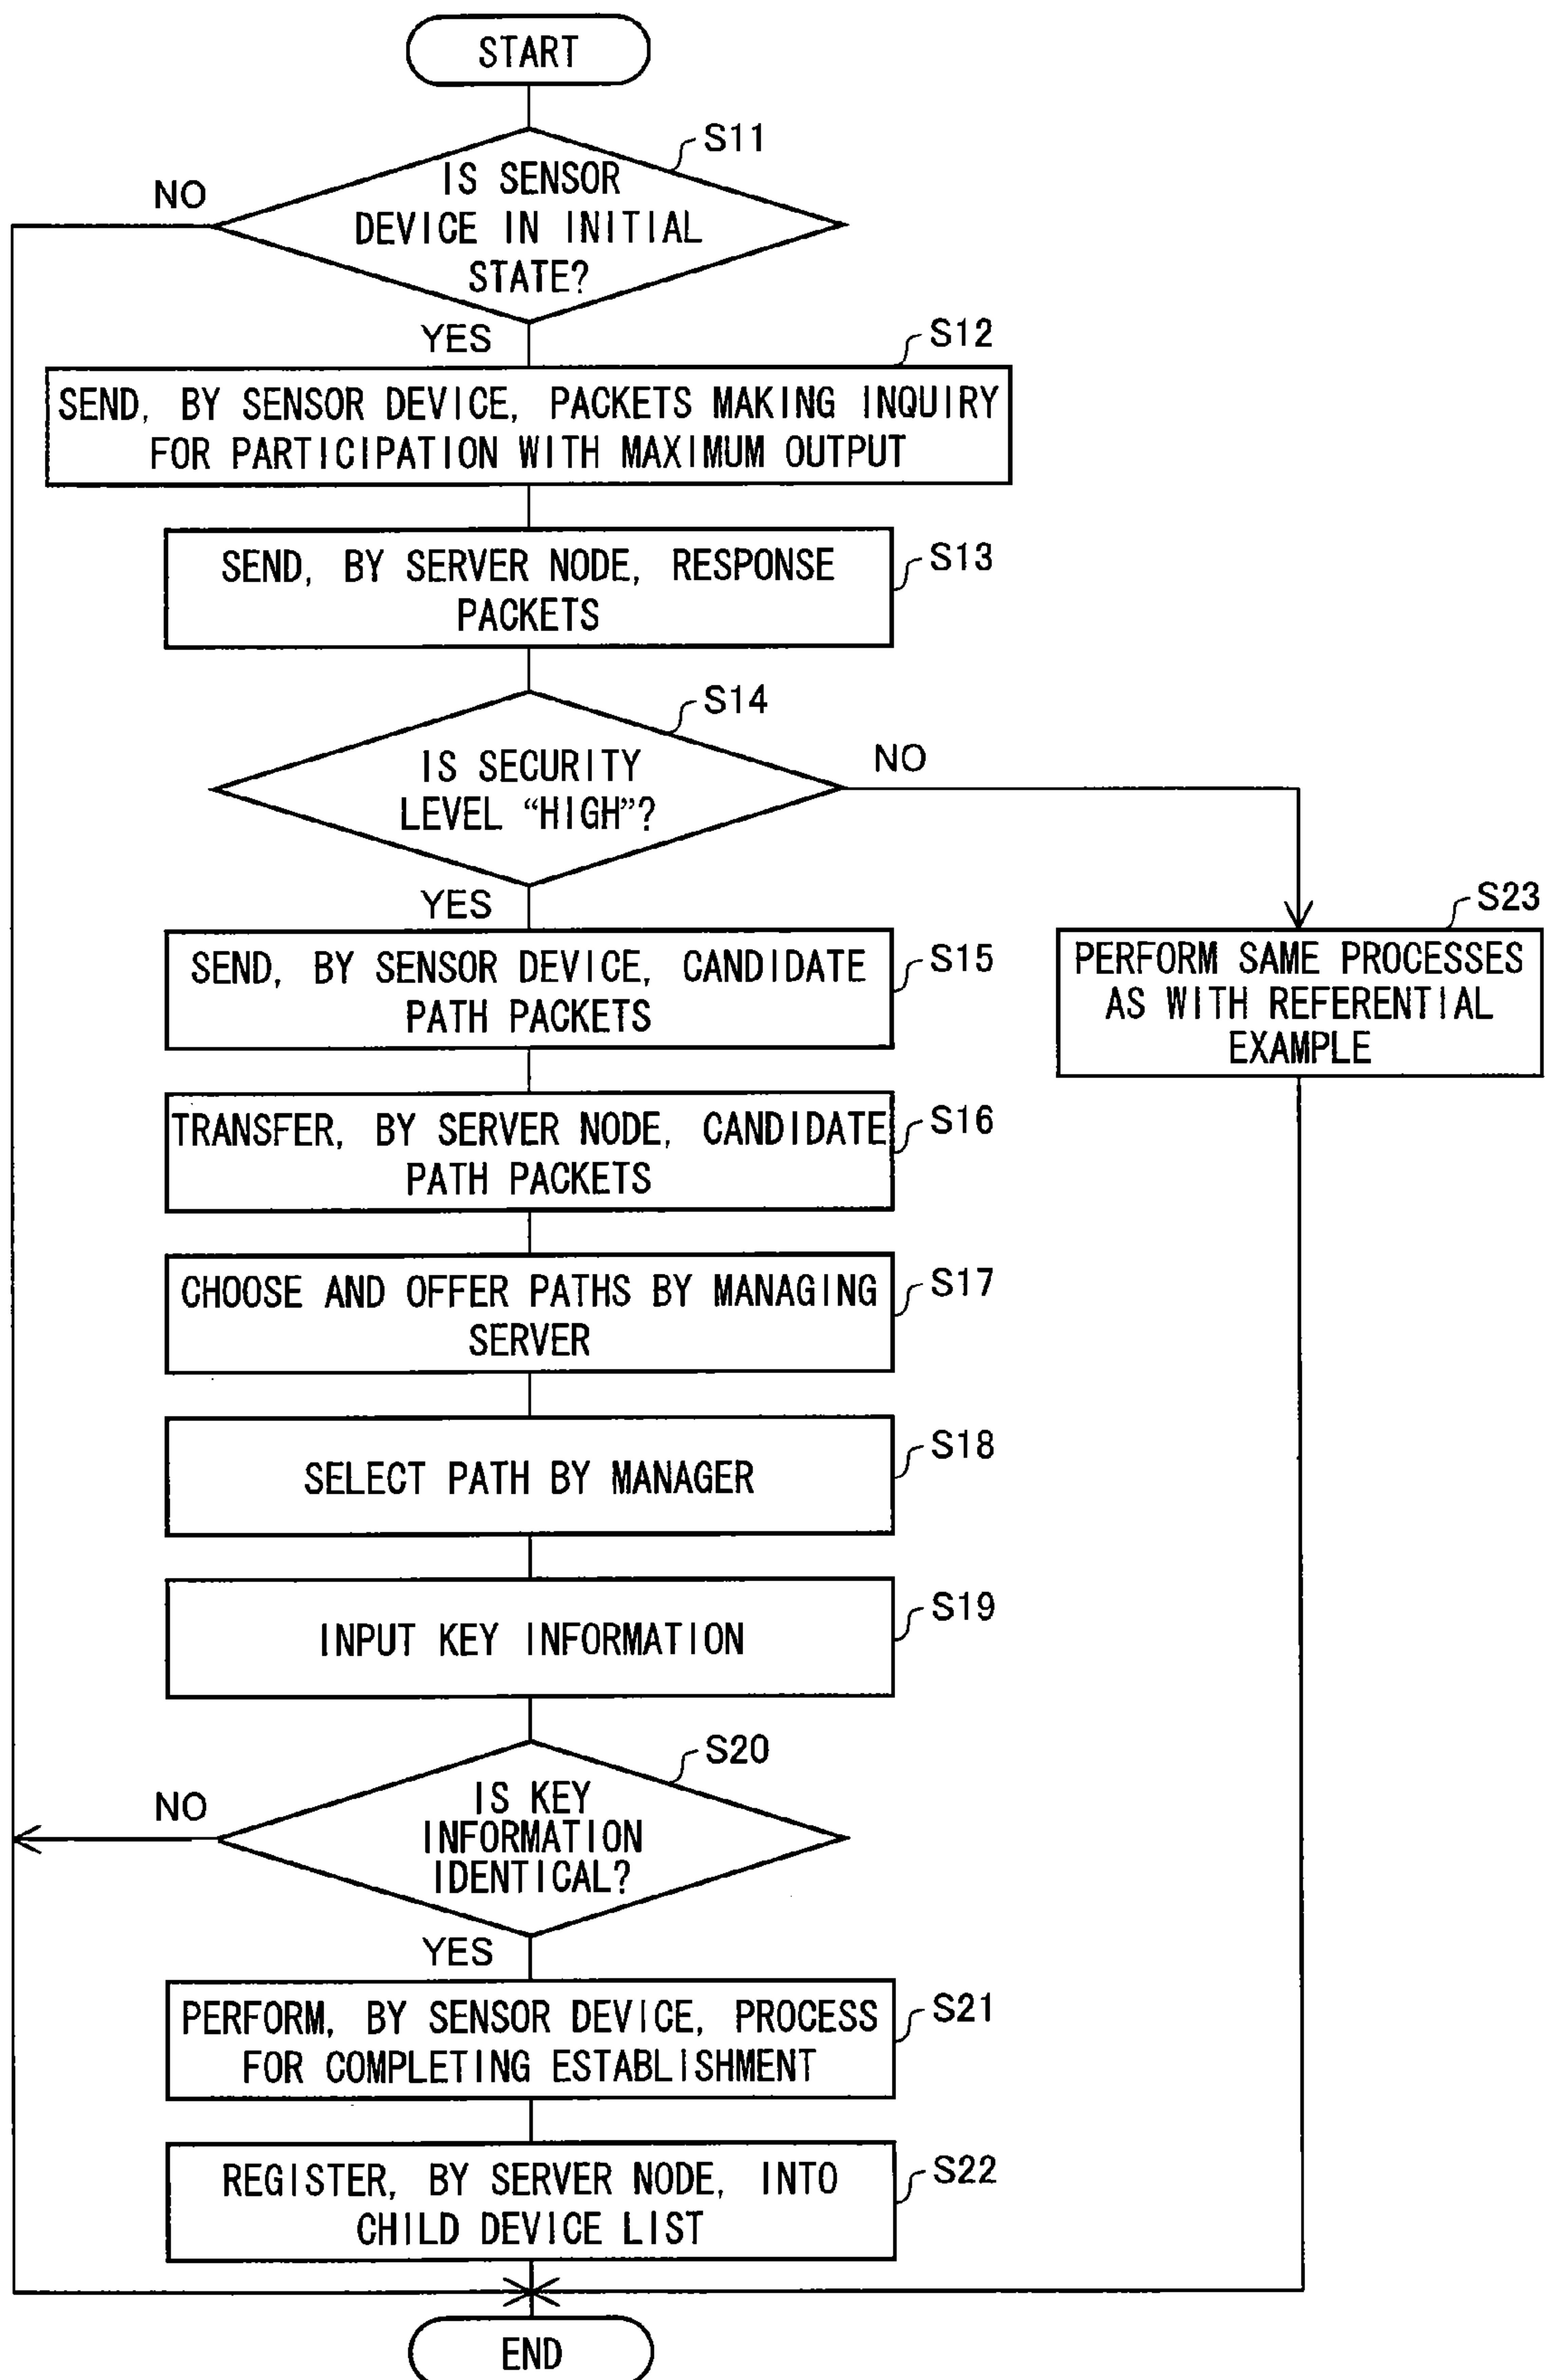 START
S11
IS SENSOR
DEVICE IN INITIAL
STATE?
NO
YES
S12
SEND, BY SENSOR DEVICE, PACKETS MAKING INQUIRY
FOR PARTICIPATION WITH MAXIMUM OUTPUT
S13
SEND, BY SERVER NODE, RESPONSE
PACKETS
S14
IS SECURITY
LEVEL “HIGH”?
NO
YES
S15
SEND, BY SENSOR DEVICE, CANDIDATE
PATH PACKETS
S23
PERFORM SAME PROCESSES
AS WITH REFERENTIAL
EXAMPLE
S16
TRANSFER, BY SERVER NODE, CANDIDATE
PATH PACKETS
S17
CHOOSE AND OFFER PATHS BY MANAGING
SERVER
S18
SELECT PATH BY MANAGER
S19
INPUT KEY INFORMATION
S20
IS KEY
INFORMATION
IDENTICAL?
NO
YES
S21
PERFORM, BY SENSOR DEVICE, PROCESS
FOR COMPLETING ESTABLISHMENT
S22
REGISTER, BY SERVER NODE, INTO
CHILD DEVICE LIST
END